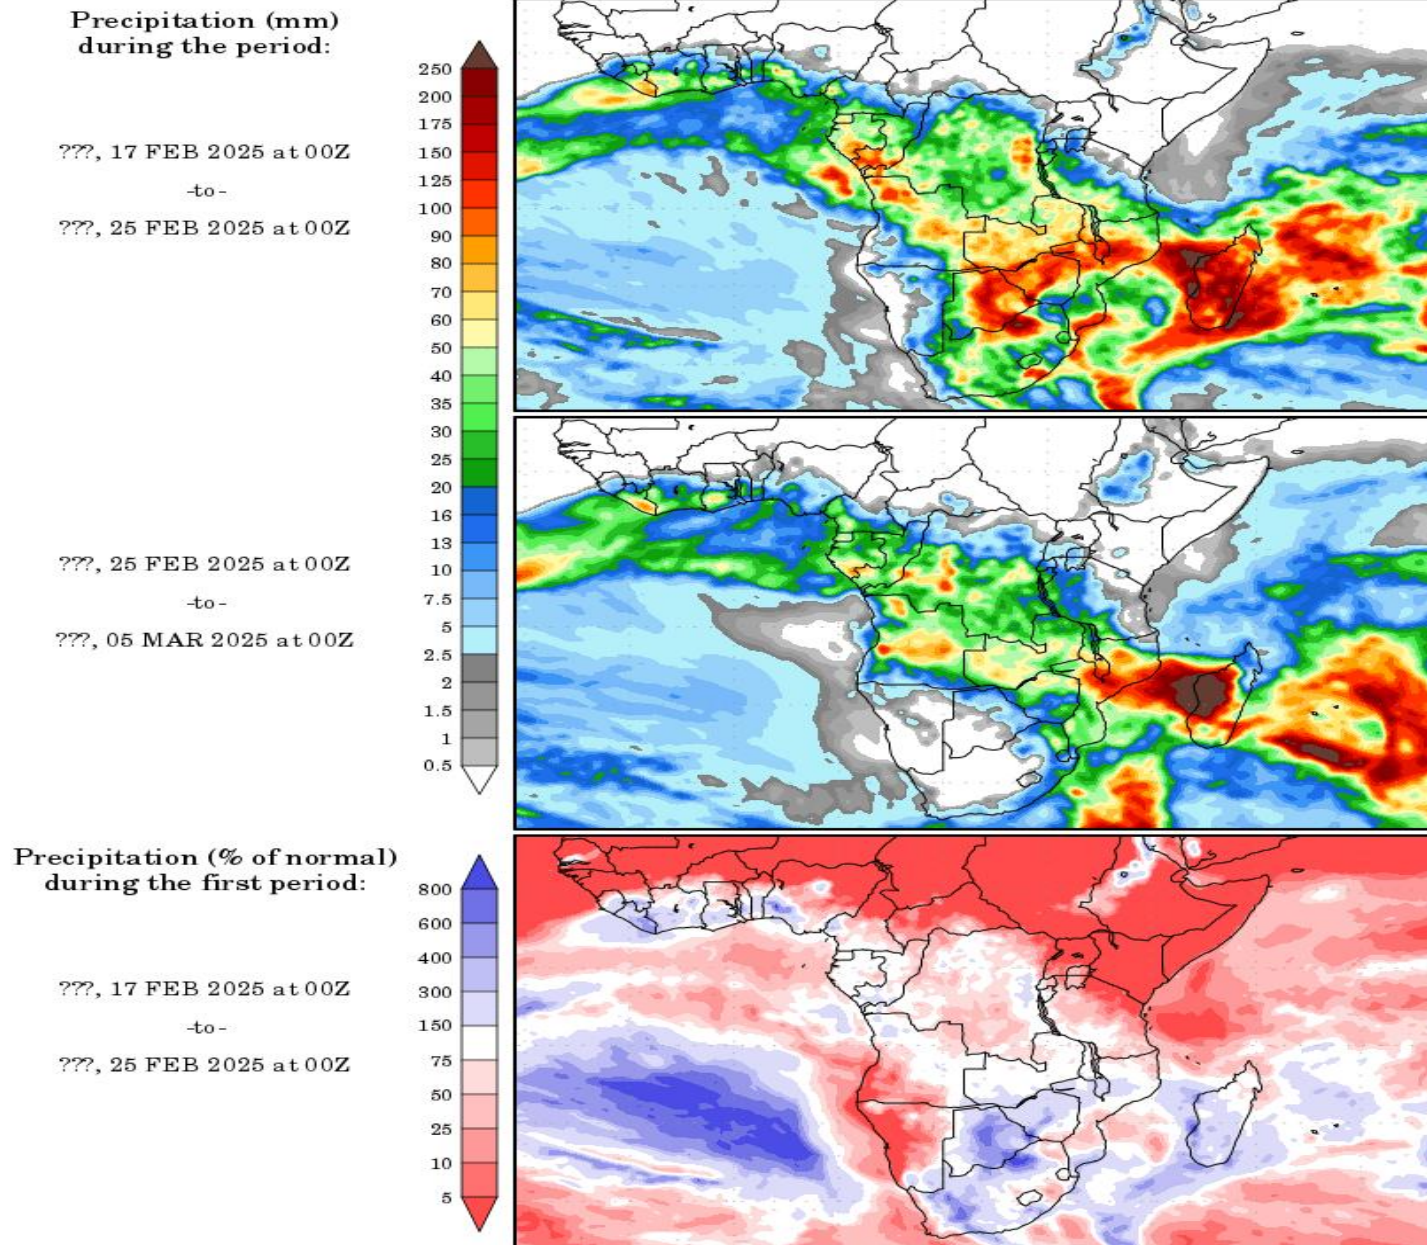 Precipitation (mm)
during the period:
???, 17 FEB 2025 at 00Z
-to-
???, 25 FEB 2025 at 00Z
250
200
175
150
125
100
90
80
70
60
50
40
35
30
25
20
16
13
10
7.5
5
2.5
2
1.5
1
0.5
???, 25 FEB 2025 at 00Z
-to-
???, 05 MAR 2025 at 00Z
Precipitation (% of normal)
during the first period:
???, 17 FEB 2025 at 00Z
-to-
???, 25 FEB 2025 at 00Z
800
600
400
300
150
75
50
25
10
5